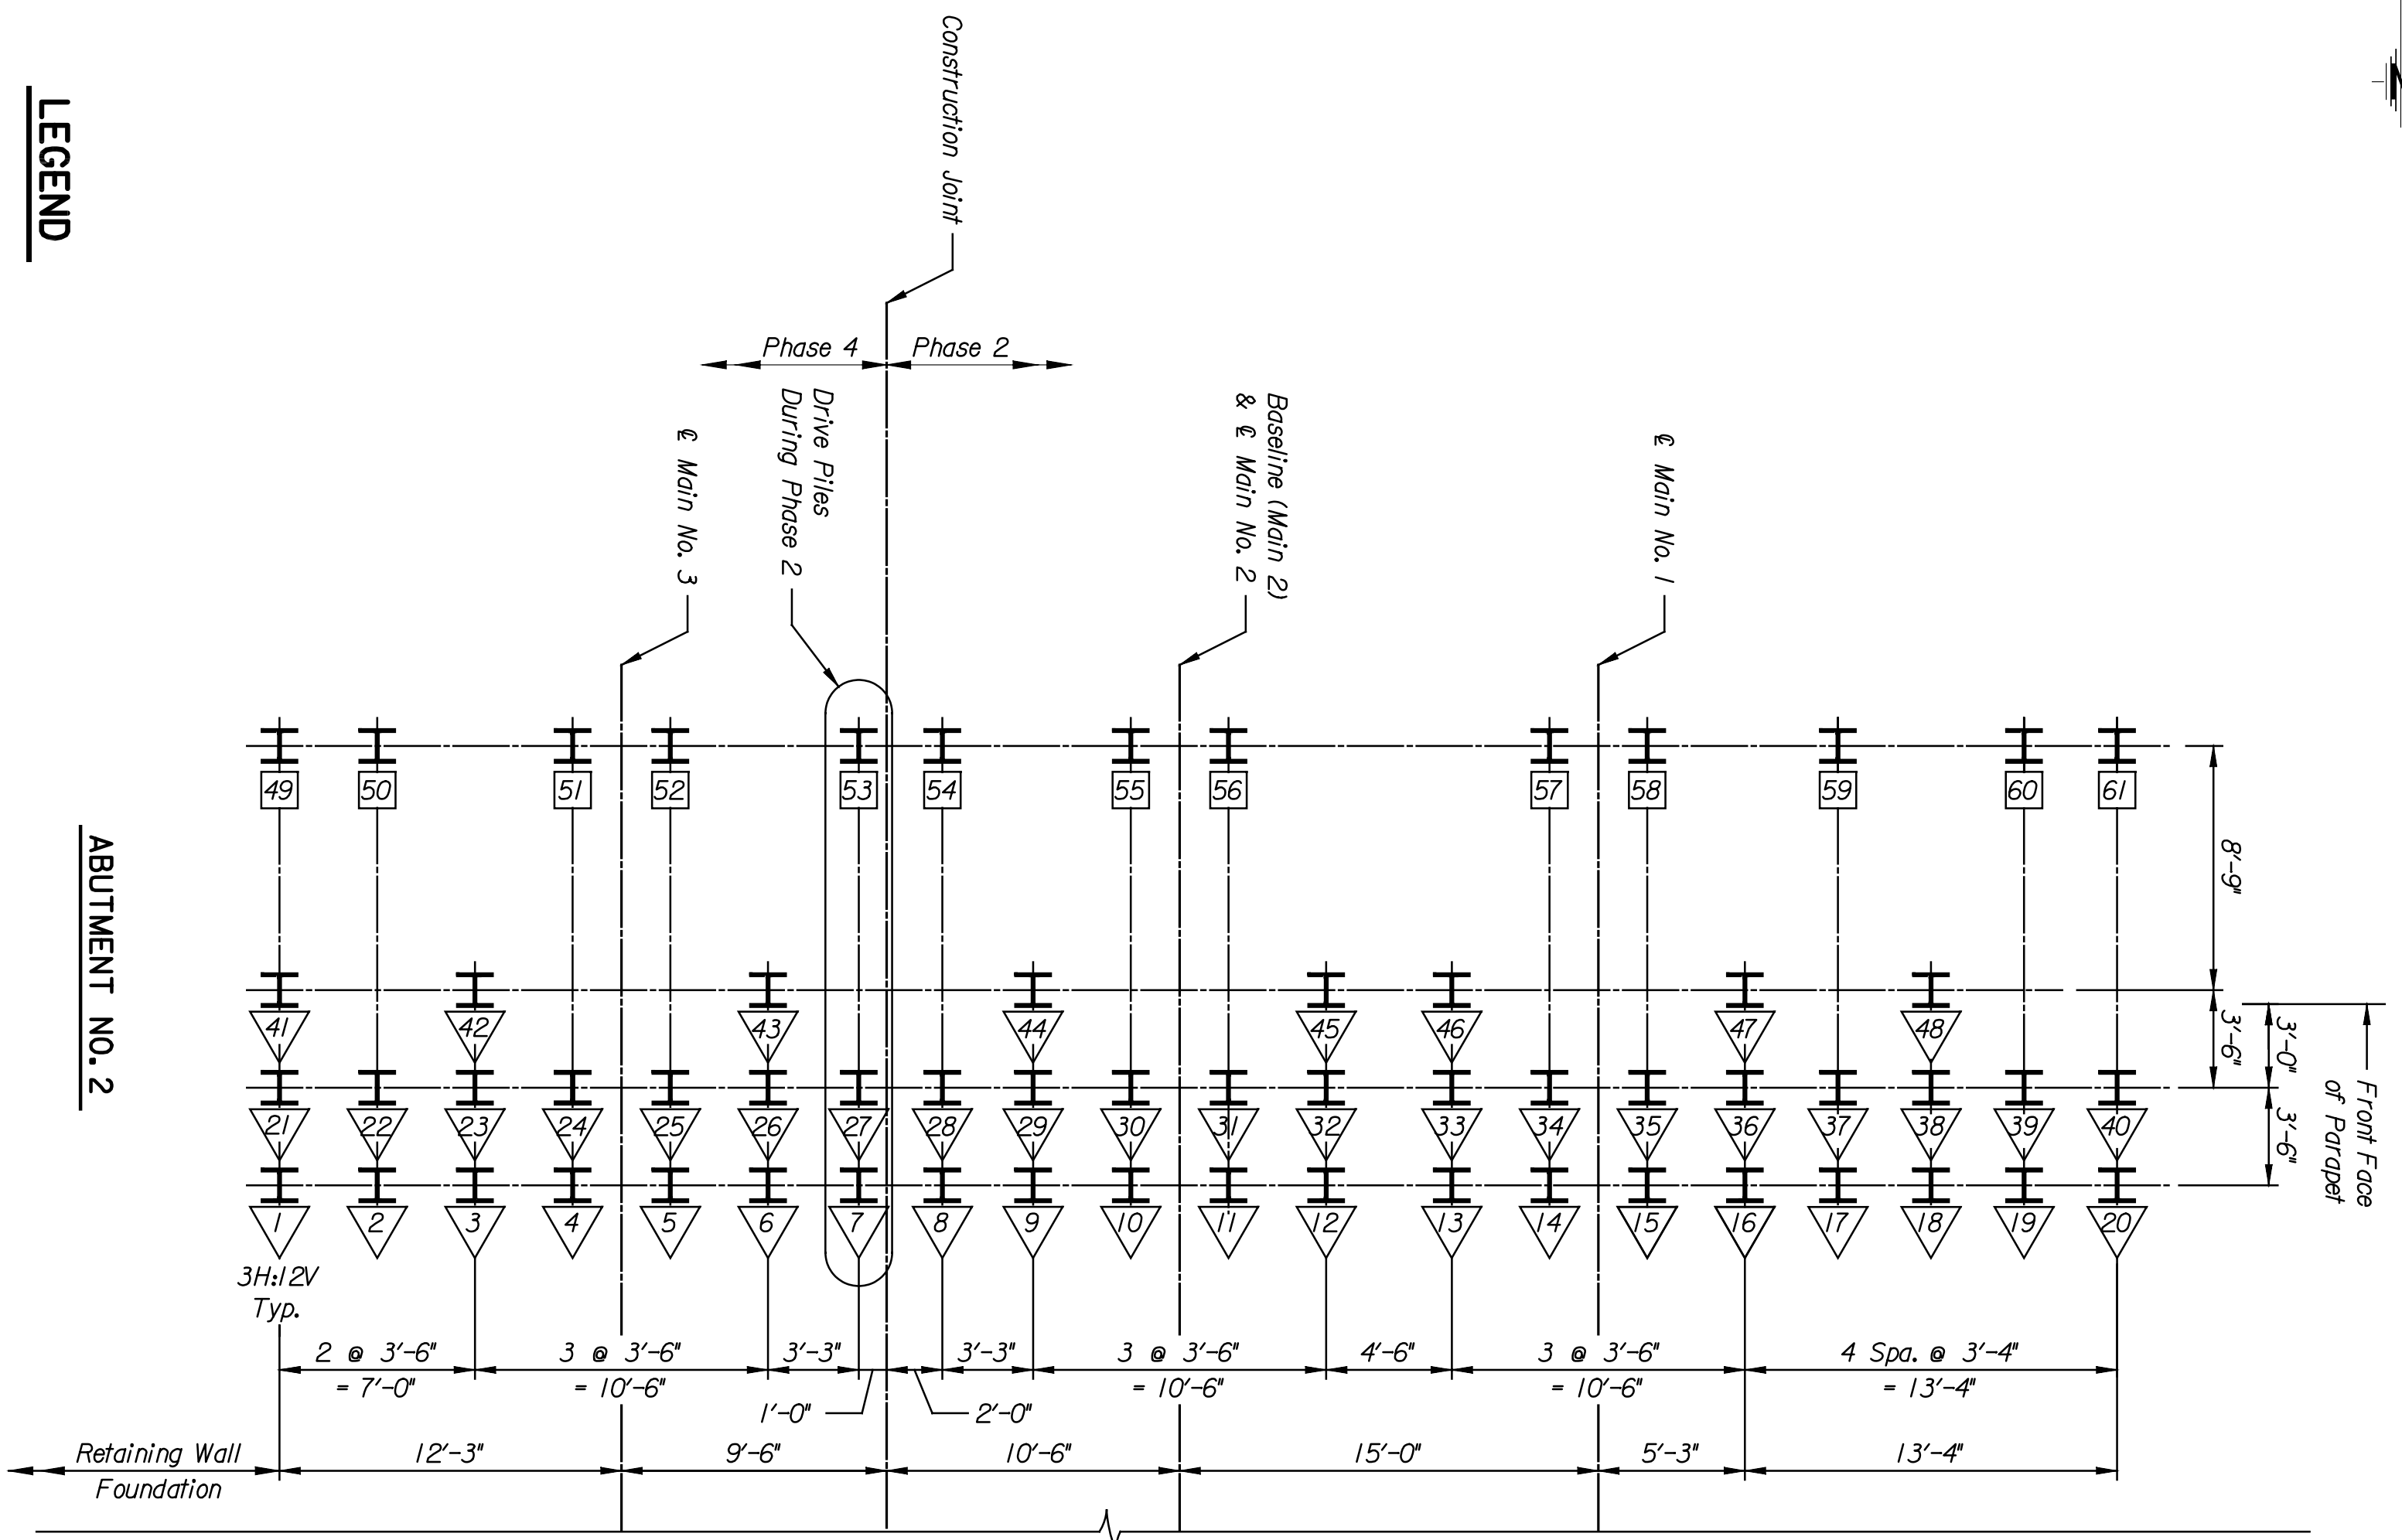 Construction Joint
LEGEND
Phase 4
Phase 2
Drive Piles
During Phase 2
Baseline (Main 2)
& ℄ Main No. 2
℄ Main No. 3
℄ Main No. 1
49 50 51 52 53 54 55 56 57 58 59 60 61
8'-9"
ABUTMENT NO. 2
41 42 43 44 45 46 47 48
3'-6"
3'-0"
Front Face
of Parapet
21 22 23 24 25 26 27 28 29 30 31 32 33 34 35 36 37 38 39 40
3'-6"
1 2 3 4 5 6 7 8 9 10 11 12 13 14 15 16 17 18 19 20
3H:12V
Typ.
2 @ 3'-6"
= 7'-0"
3 @ 3'-6"
= 10'-6"
3'-3"
1'-0"
2'-0"
3'-3"
3 @ 3'-6"
= 10'-6"
4'-6"
3 @ 3'-6"
= 10'-6"
4 Spa. @ 3'-4"
= 13'-4"
Retaining Wall
Foundation
12'-3"
9'-6"
10'-6"
15'-0"
5'-3"
13'-4"